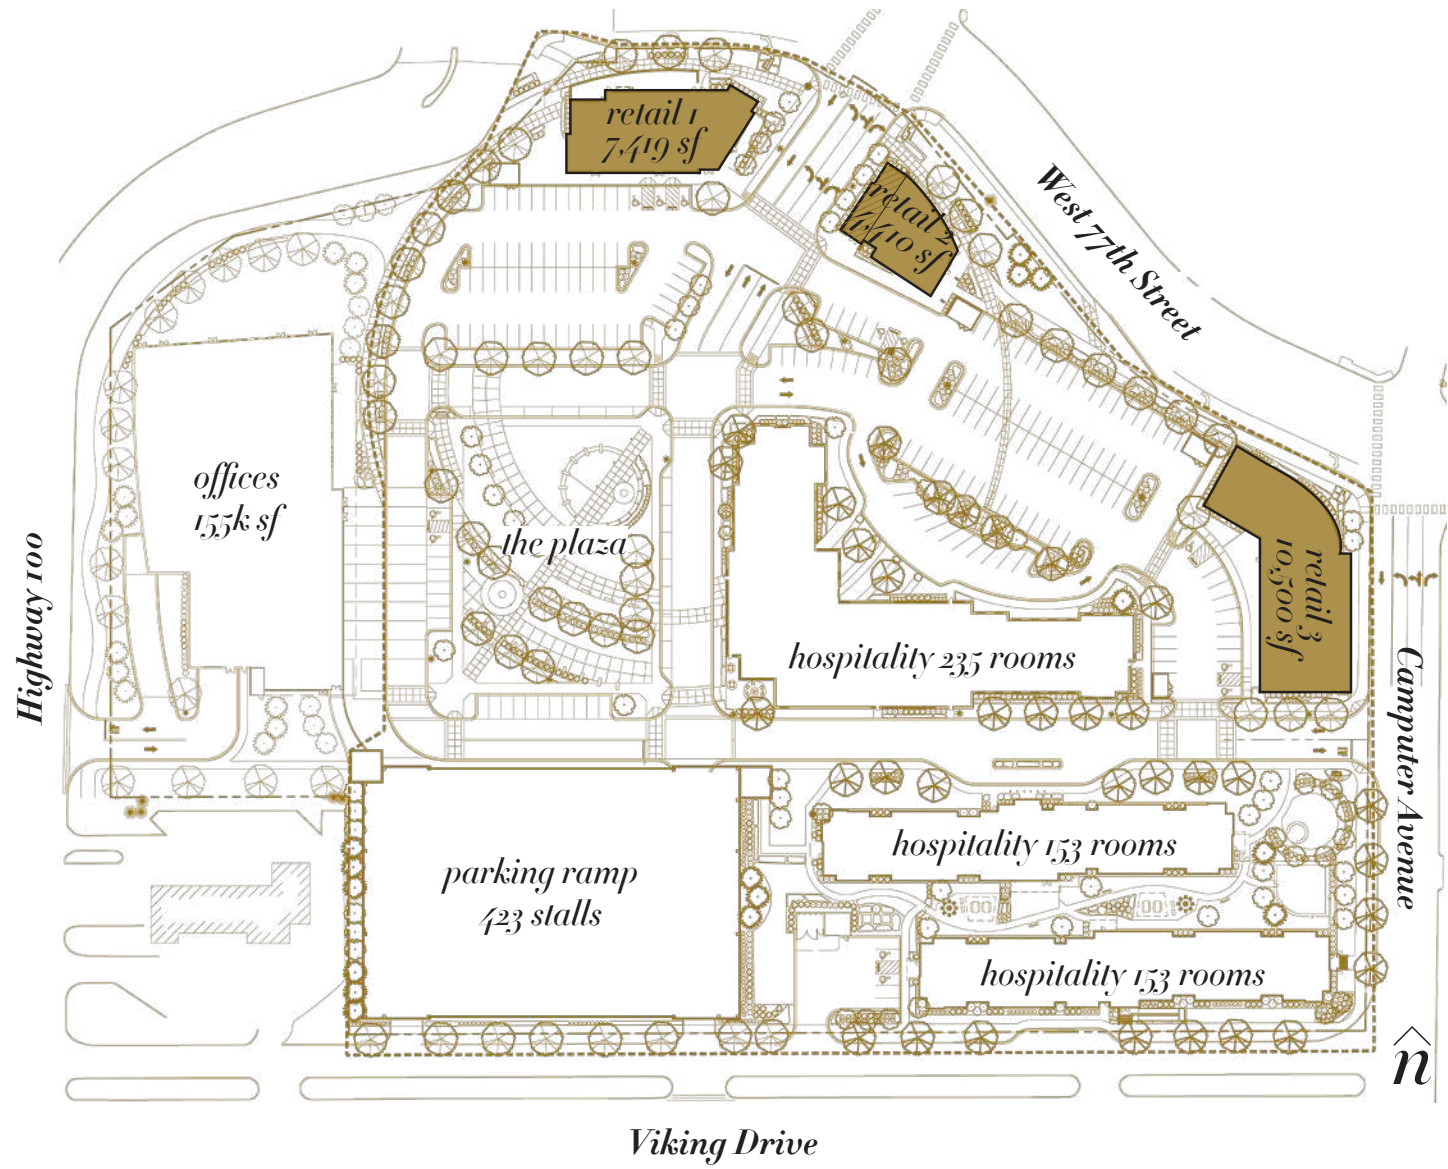 retail 1
7,419 sf
retail 2
4,410 sf
West 77th Street
offices
155k sf
the plaza
Highway 100
retail 3
10,500 sf
hospitality 235 rooms
Computer Avenue
hospitality 153 rooms
parking ramp
423 stalls
hospitality 153 rooms
n
Viking Drive